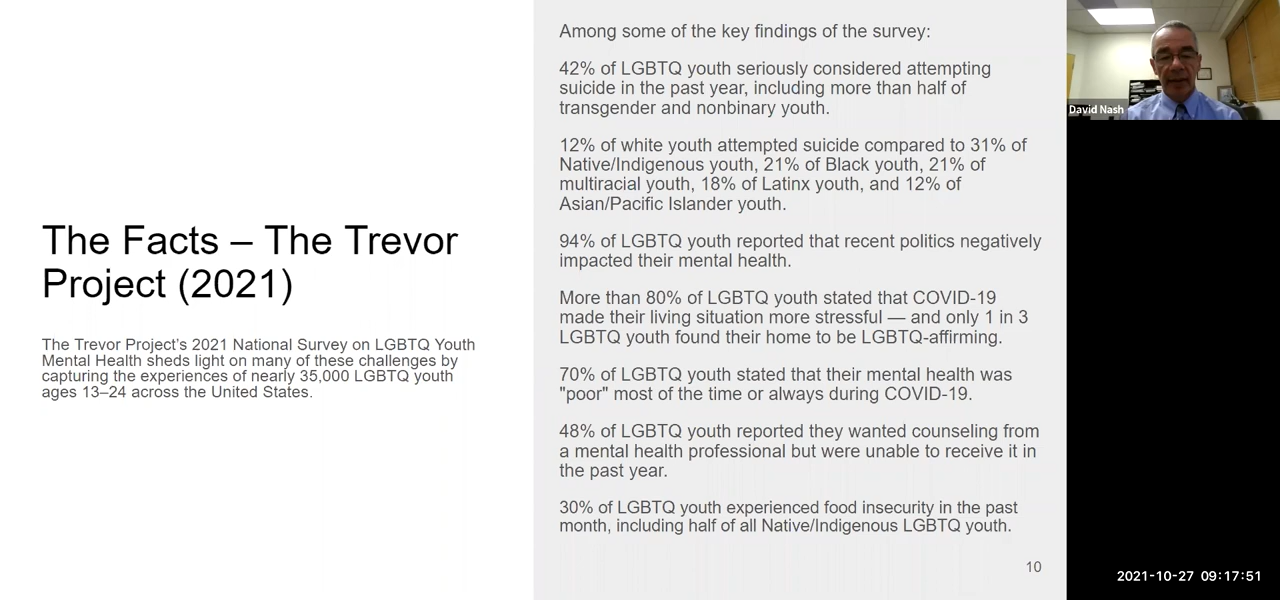 The Facts – The Trevor
Project (2021)
The Trevor Project's 2021 National Survey on LGBTQ Youth
Mental Health sheds light on many of these challenges by
capturing the experiences of nearly 35,000 LGBTQ youth
ages 13–24 across the United States.
Among some of the key findings of the survey:
42% of LGBTQ youth seriously considered attempting
suicide in the past year, including more than half of
transgender and nonbinary youth.
12% of white youth attempted suicide compared to 31% of
Native/Indigenous youth, 21% of Black youth, 21% of
multiracial youth, 18% of Latinx youth, and 12% of
Asian/Pacific Islander youth.
94% of LGBTQ youth reported that recent politics negatively
impacted their mental health.
More than 80% of LGBTQ youth stated that COVID-19
made their living situation more stressful — and only 1 in 3
LGBTQ youth found their home to be LGBTQ-affirming.
70% of LGBTQ youth stated that their mental health was
"poor" most of the time or always during COVID-19.
48% of LGBTQ youth reported they wanted counseling from
a mental health professional but were unable to receive it in
the past year.
30% of LGBTQ youth experienced food insecurity in the past
month, including half of all Native/Indigenous LGBTQ youth.
10
David Nash
2021-10-27 09:17:51